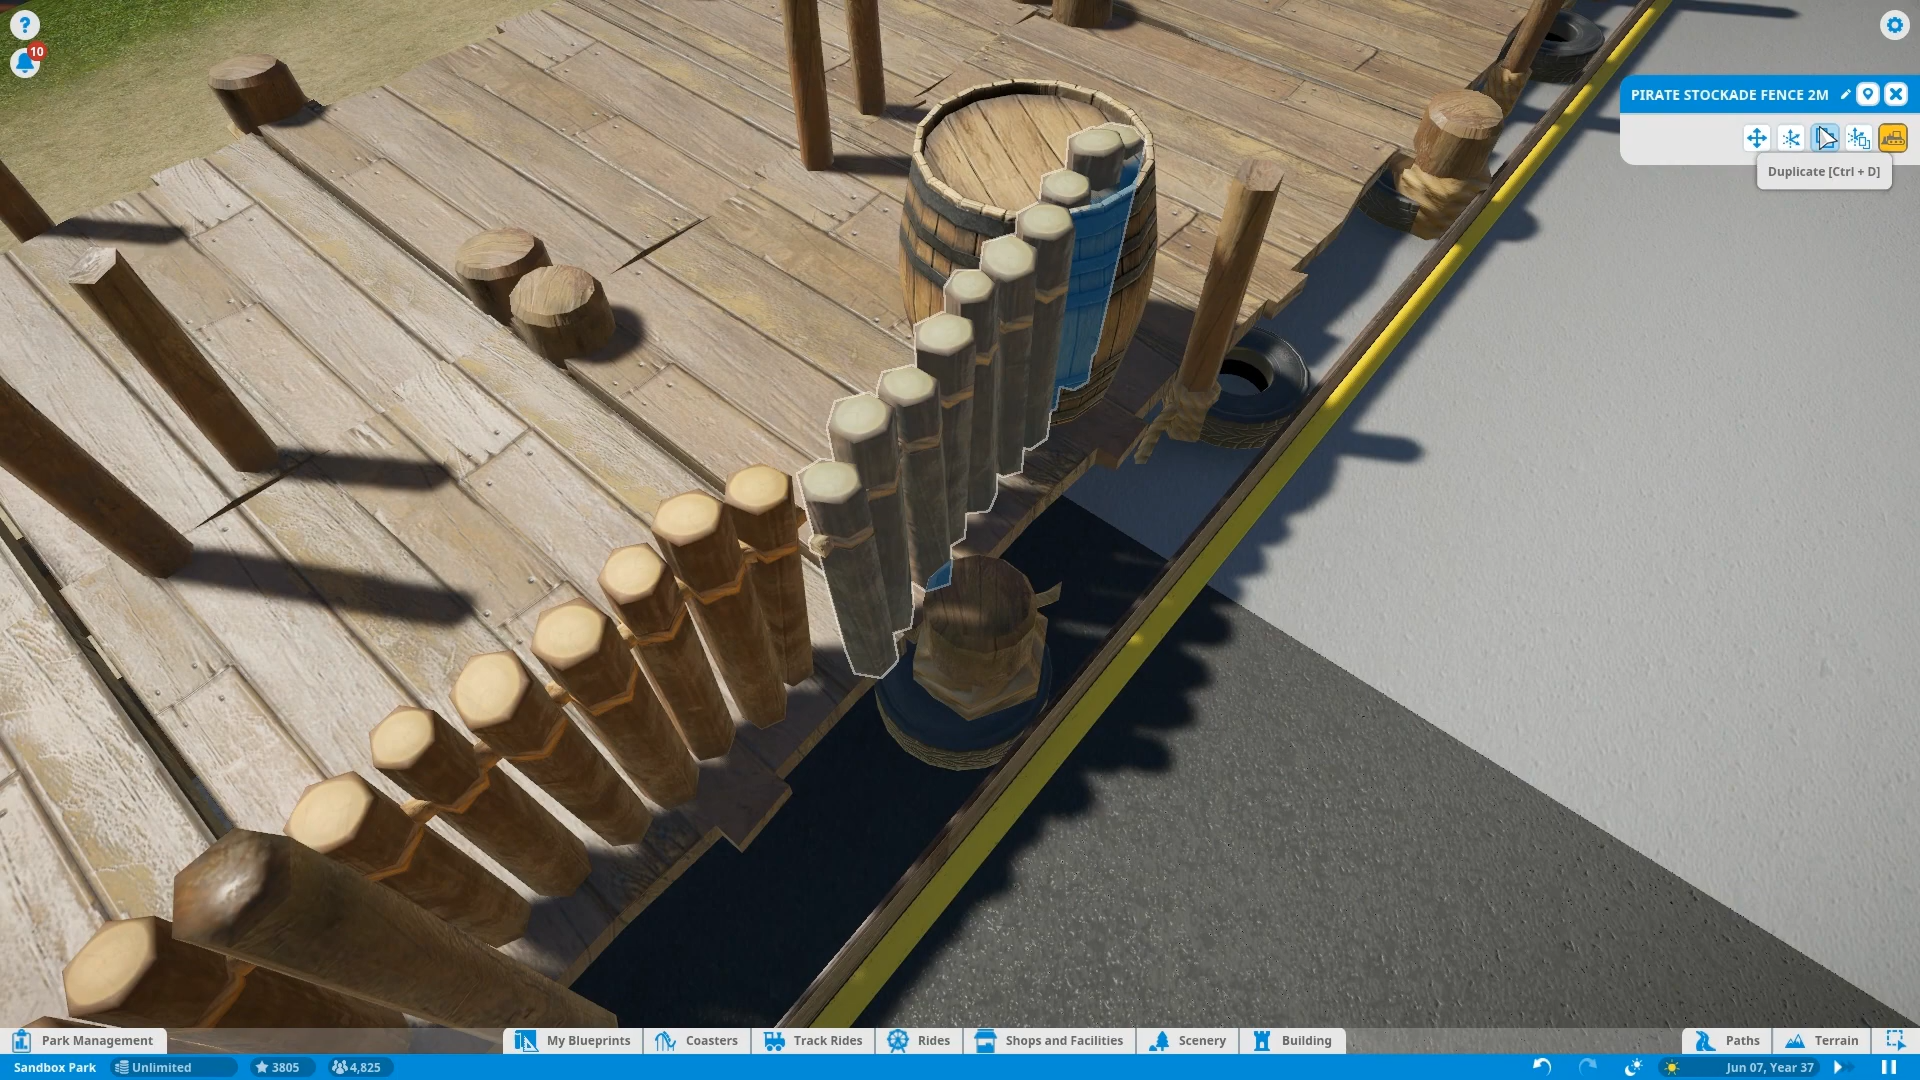 ?
10
PIRATE STOCKADE FENCE 2M
Duplicate [Ctrl + D]
Park Management
My Blueprints
Coasters
Track Rides
Rides
Shops and Facilities
Scenery
Building
Paths
Terrain
Sandbox Park
Unlimited
3805
4,825
Jun 07, Year 37